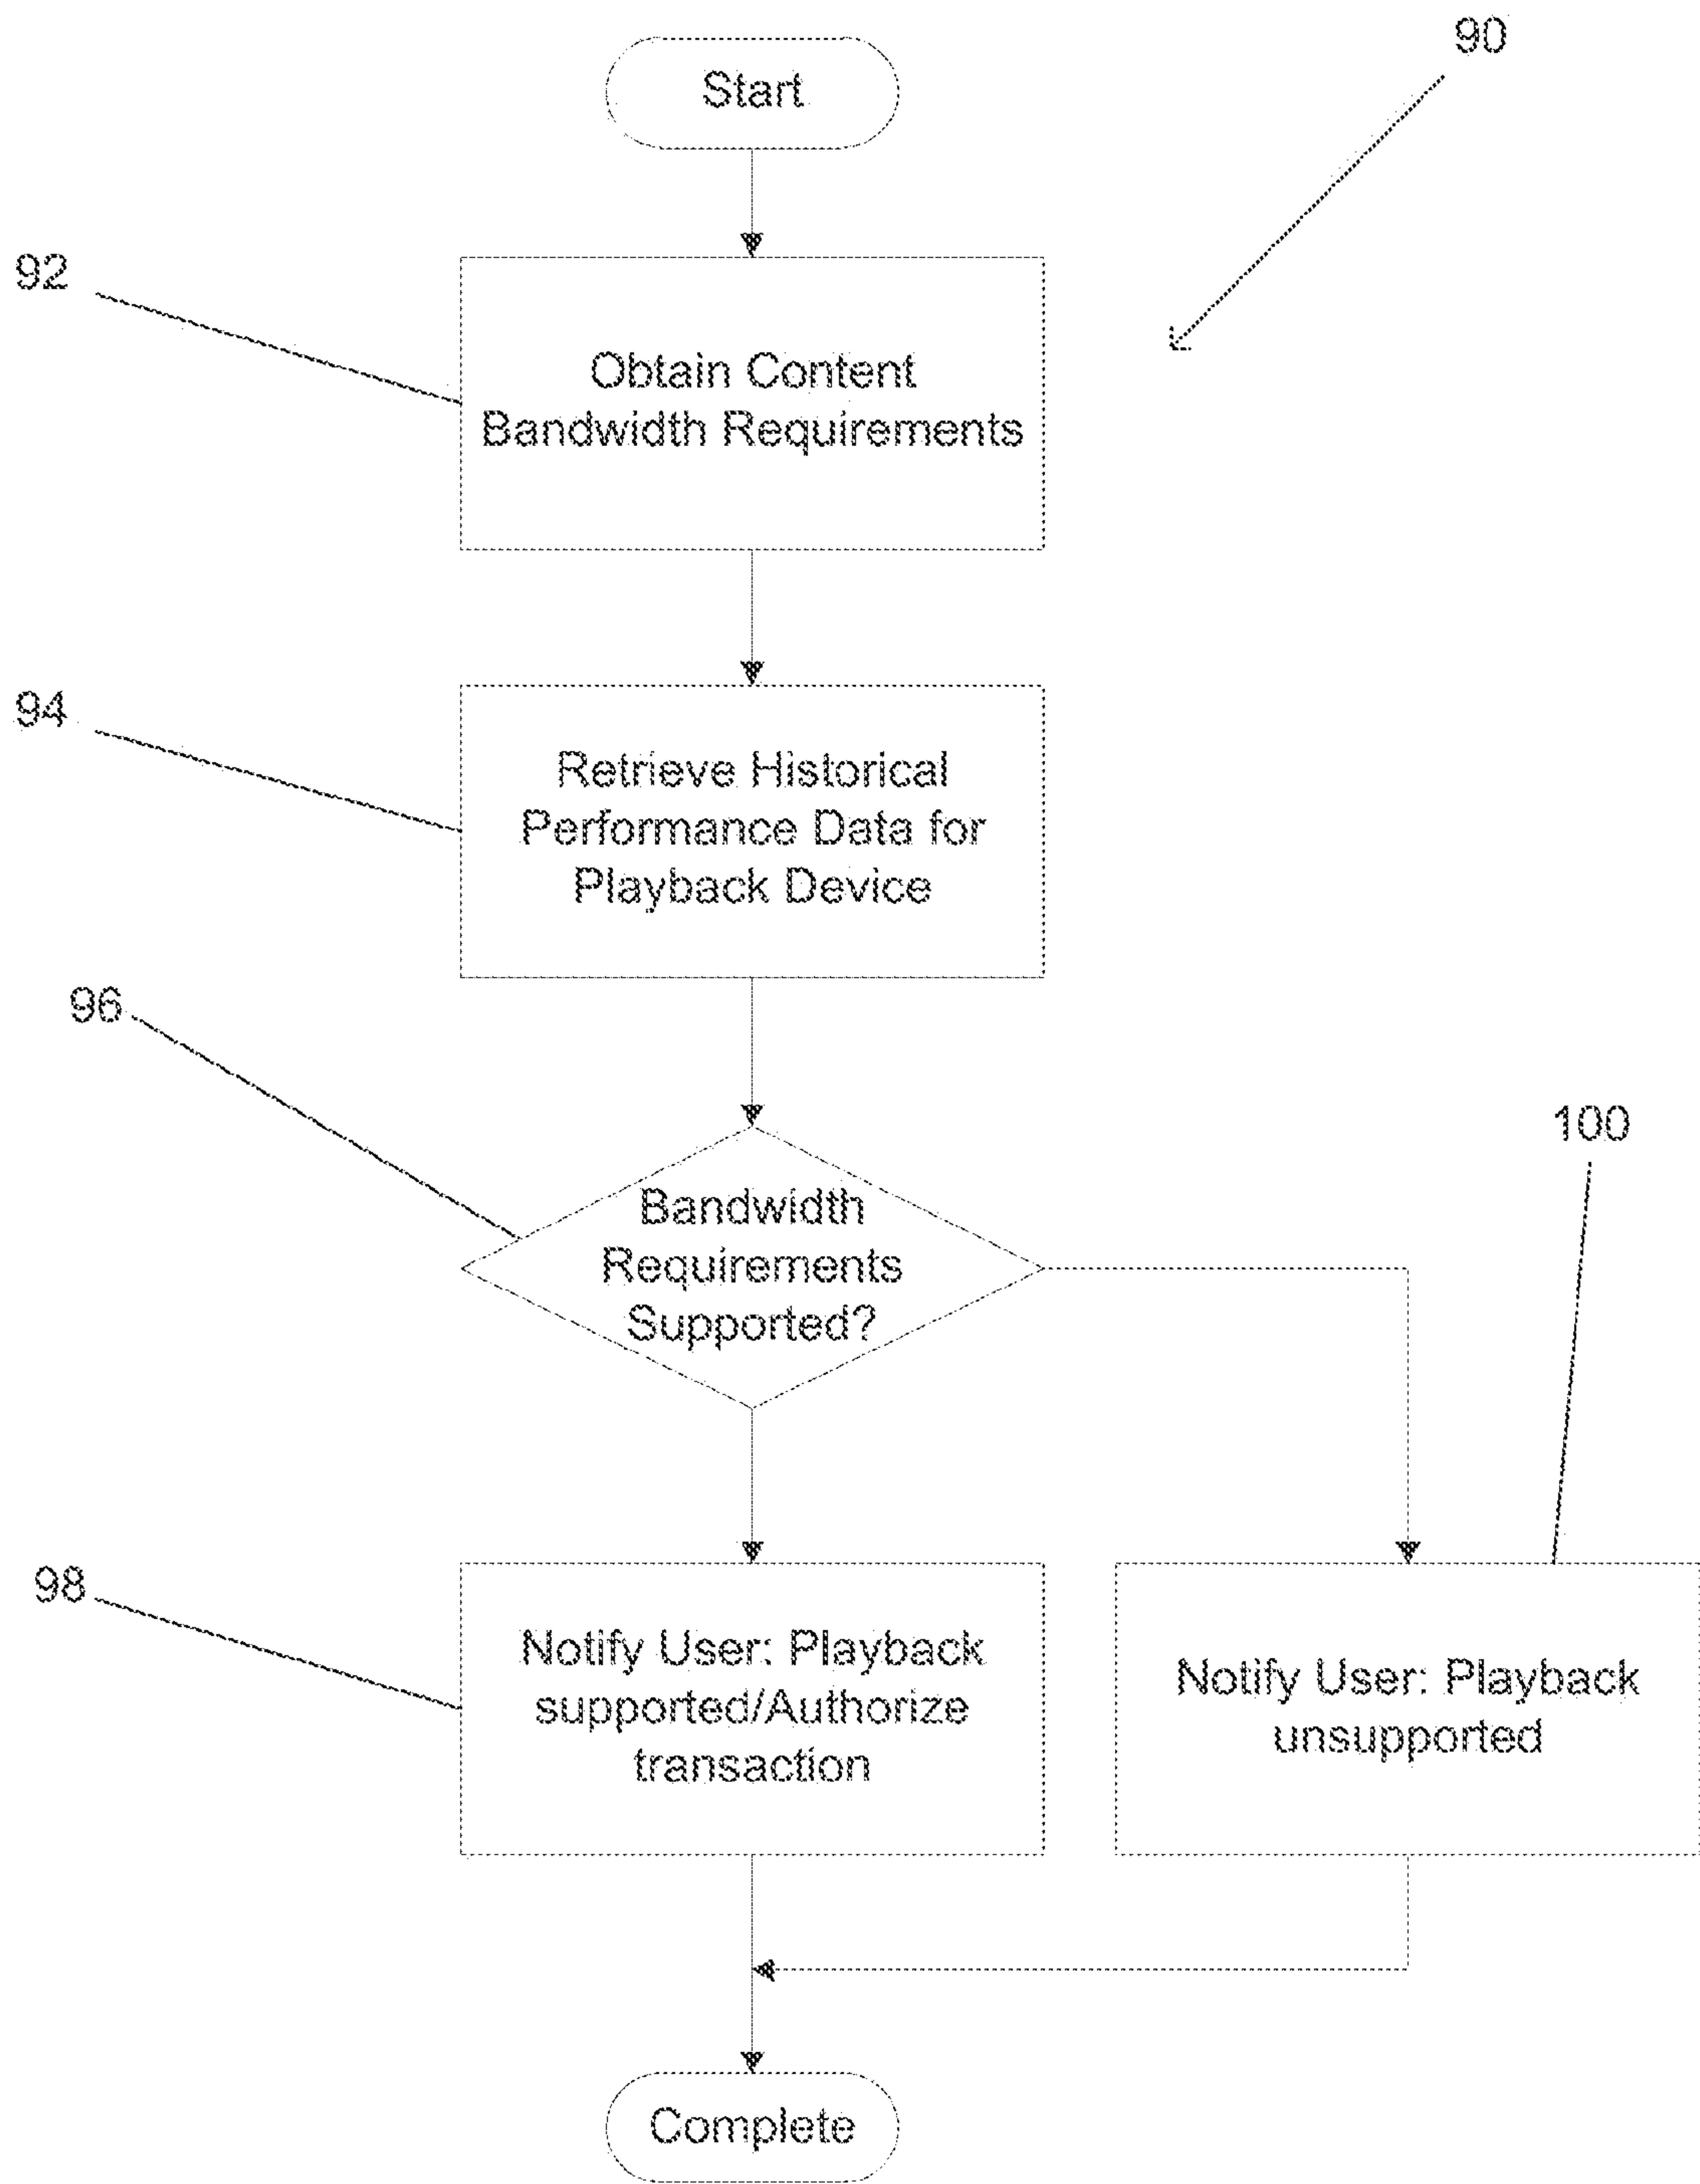 Start
90
92
Obtain Content
Bandwidth Requirements
94
Retrieve Historical
Performance Data for
Playback Device
96
Bandwidth
Requirements
Supported?
100
98
Notify User: Playback
supported/Authorize
transaction
Notify User: Playback
unsupported
Complete